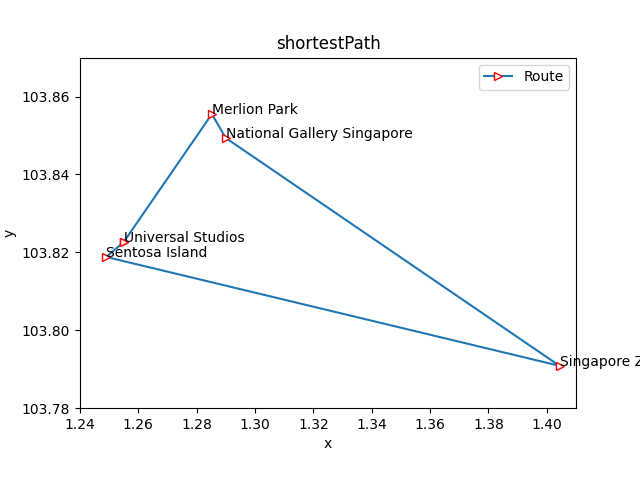 shortestPath
Route
103.86
103.84
103.82
103.80
103.78
y
Merlion Park
National Gallery Singapore
Universal Studios
Sentosa Island
Singapore Z
1.24 1.26 1.28 1.30 1.32 1.34 1.36 1.38 1.40
x